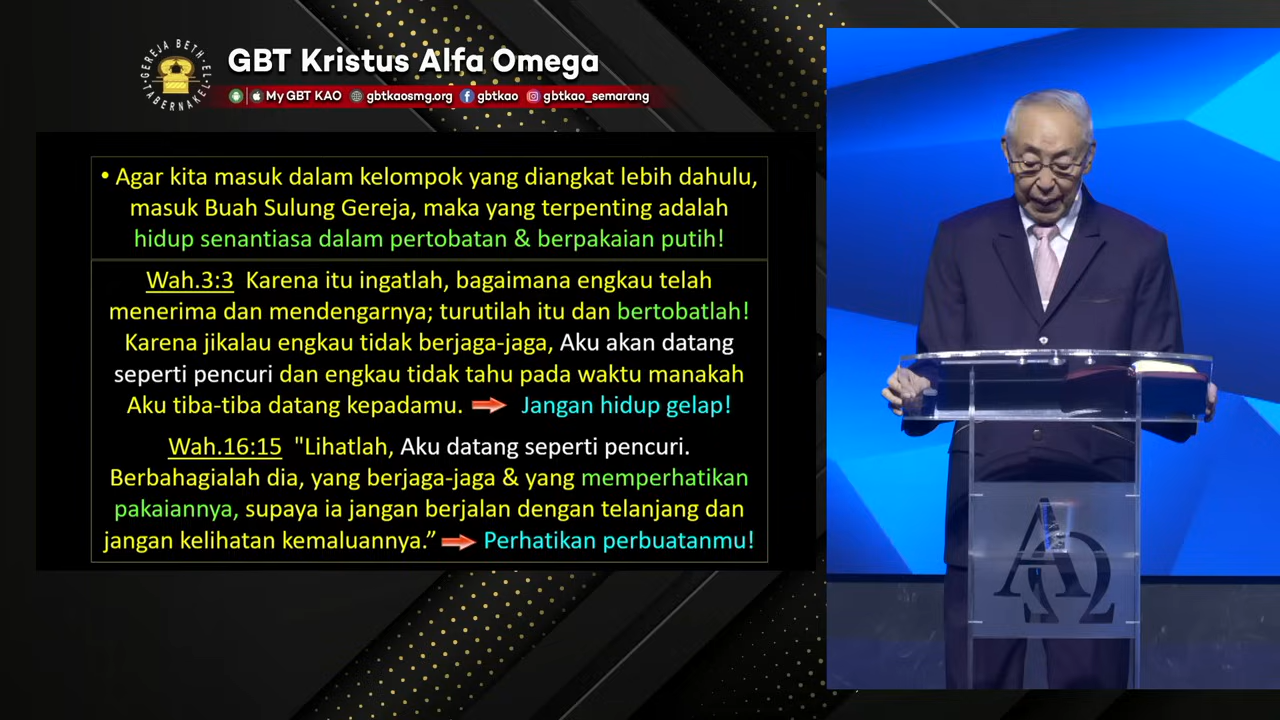 GEREJA BETH-EL
TABERNAKEL
GBT Kristus Alfa Omega
My GBT KAO gbtkaosmg.org gbtkao gbtkao_semarang
• Agar kita masuk dalam kelompok yang diangkat lebih dahulu,
masuk Buah Sulung Gereja, maka yang terpenting adalah
hidup senantiasa dalam pertobatan & berpakaian putih!
Wah.3:3 Karena itu ingatlah, bagaimana engkau telah
menerima dan mendengarnya; turutilah itu dan bertobatlah!
Karena jikalau engkau tidak berjaga-jaga, Aku akan datang
seperti pencuri dan engkau tidak tahu pada waktu manakah
Aku tiba-tiba datang kepadamu. Jangan hidup gelap!
Wah.16:15 "Lihatlah, Aku datang seperti pencuri.
Berbahagialah dia, yang berjaga-jaga & yang memperhatikan
pakaiannya, supaya ia jangan berjalan dengan telanjang dan
jangan kelihatan kemaluannya.” Perhatikan perbuatanmu!
ΑΩ